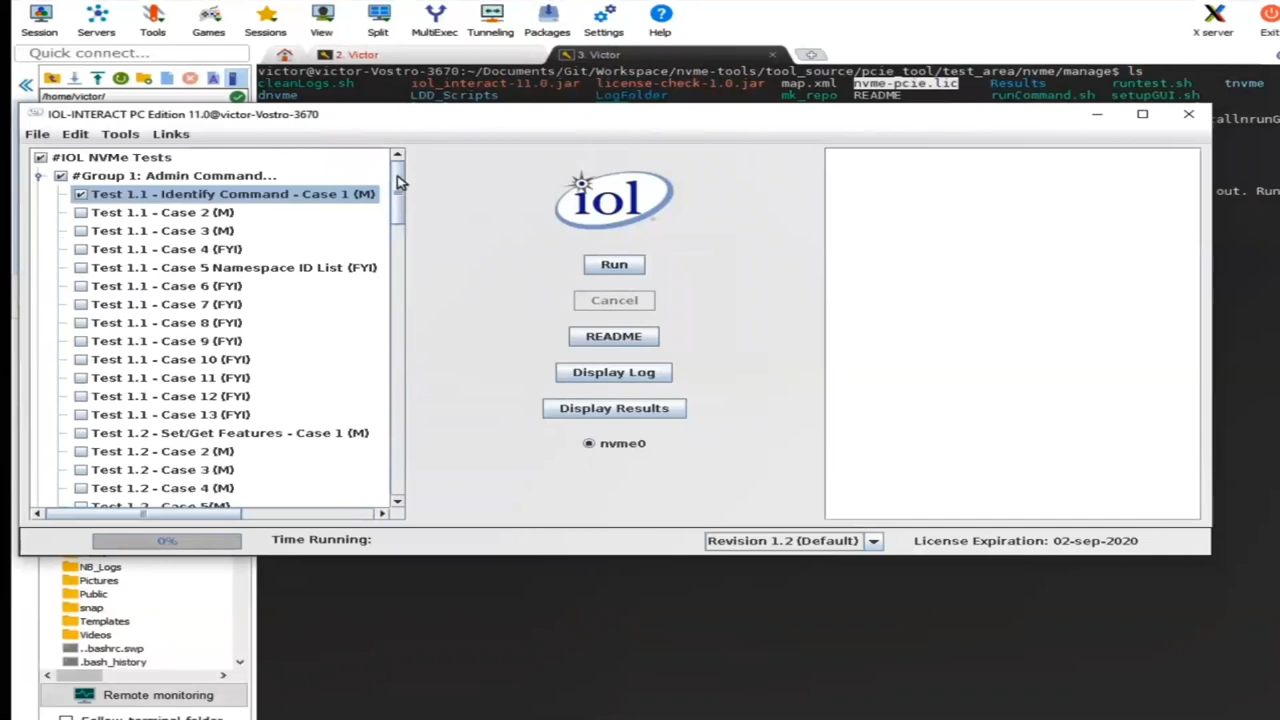 Session Servers Tools Games Sessions View Split MultiExec Tunneling Packages Settings Help X server Exit
Quick connect... 2. Victor 3. Victor
/home/victor/
victor@victor-Vostro-3670:~/Documents/Git/Workspace/nvme-tools/tool_source/pcie_tool/test_area/nvme/manage$ ls
cleanLogs.sh iol_interact-11.0.jar license-check-1.0.jar map.xml nvme-pcie.lic Results runtest.sh tnvme
dnvme LDD_Scripts LogFolder mk_repo README runCommand.sh setupGUI.sh
IOL-INTERACT PC Edition 11.0@victor-Vostro-3670
allnrunG
File Edit Tools Links
#IOL NVMe Tests
#Group 1: Admin Command...
Test 1.1 - Identify Command - Case 1 (M)
out. Run
Test 1.1 - Case 2 (M)
Test 1.1 - Case 3 (M)
Test 1.1 - Case 4 (FYI)
Test 1.1 - Case 5 Namespace ID List (FYI)
Test 1.1 - Case 6 (FYI)
Test 1.1 - Case 7 (FYI)
Test 1.1 - Case 8 (FYI)
Test 1.1 - Case 9 (FYI)
Test 1.1 - Case 10 (FYI)
Test 1.1 - Case 11 (FYI)
Test 1.1 - Case 12 (FYI)
Test 1.1 - Case 13 (FYI)
Test 1.2 - Set/Get Features - Case 1 (M)
Test 1.2 - Case 2 (M)
Test 1.2 - Case 3 (M)
Test 1.2 - Case 4 (M)
Test 1.2 - Case 5(M)
iol
Run
Cancel
README
Display Log
Display Results
nvme0
0% Time Running: Revision 1.2 (Default) License Expiration: 02-sep-2020
NB_Logs
Pictures
Public
snap
Templates
Videos
..bashrc.swp
.bash_history
Remote monitoring
Follow terminal folder